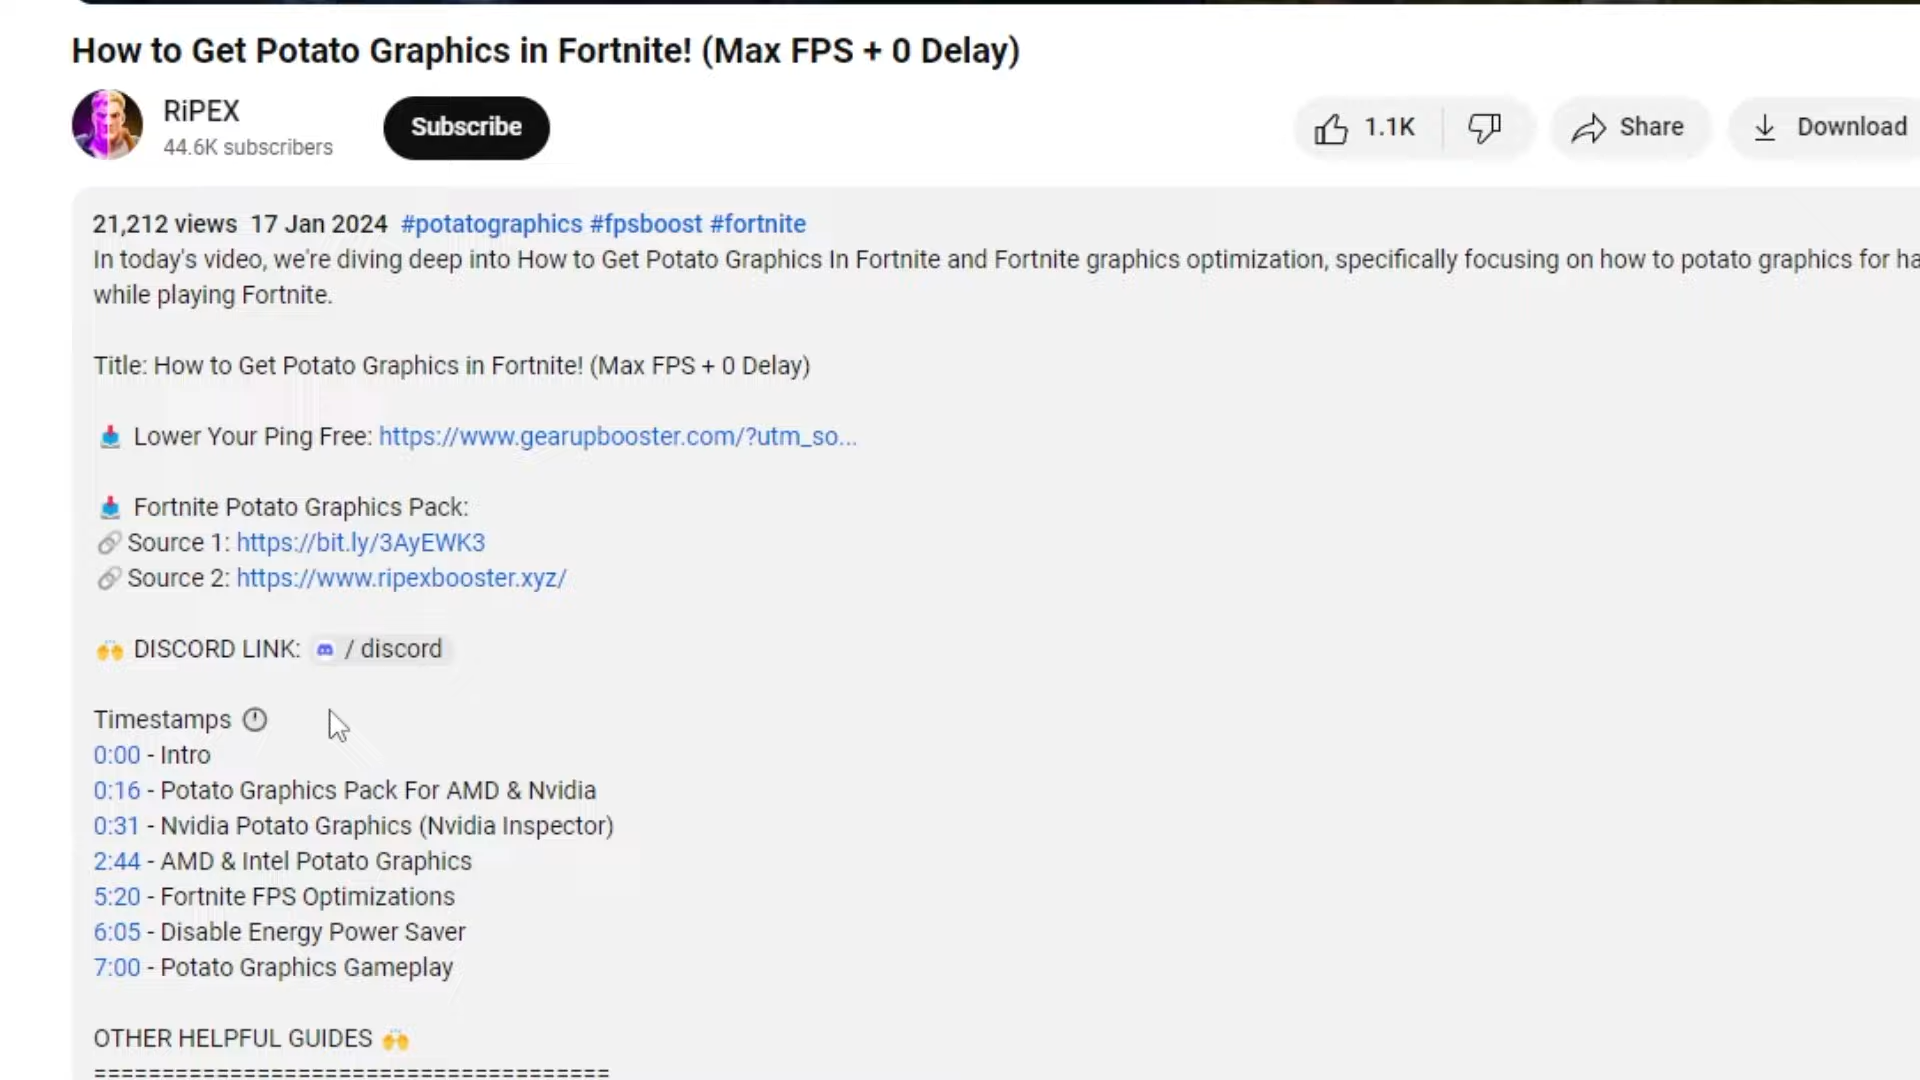 How to Get Potato Graphics in Fortnite! (Max FPS + 0 Delay)
RiPEX
44.6K subscribers
Subscribe
1.1K
Share
Download
21,212 views 17 Jan 2024 #potatographics #fpsboost #fortnite
In today's video, we're diving deep into How to Get Potato Graphics In Fortnite and Fortnite graphics optimization, specifically focusing on how to potato graphics for
while playing Fortnite.
Title: How to Get Potato Graphics in Fortnite! (Max FPS + 0 Delay)
Lower Your Ping Free: https://www.gearupbooster.com/?utm_so...
Fortnite Potato Graphics Pack:
Source 1: https://bit.ly/3AyEWK3
Source 2: https://www.ripexbooster.xyz/
DISCORD LINK: / discord
Timestamps
0:00 - Intro
0:16 - Potato Graphics Pack For AMD & Nvidia
0:31 - Nvidia Potato Graphics (Nvidia Inspector)
2:44 - AMD & Intel Potato Graphics
5:20 - Fortnite FPS Optimizations
6:05 - Disable Energy Power Saver
7:00 - Potato Graphics Gameplay
OTHER HELPFUL GUIDES
=====================================